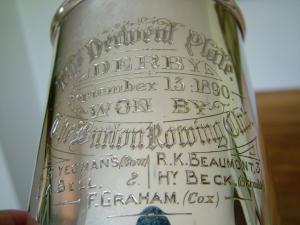 The Derwent Plate
DERBY
September 13. 1890
WON BY
The Burton Rowing Club
YEOMANS (Bow) R.K. BEAUMONT, 3
A. BELL, 2 & Hy BECK, (Stroke)
F. GRAHAM. (Cox)